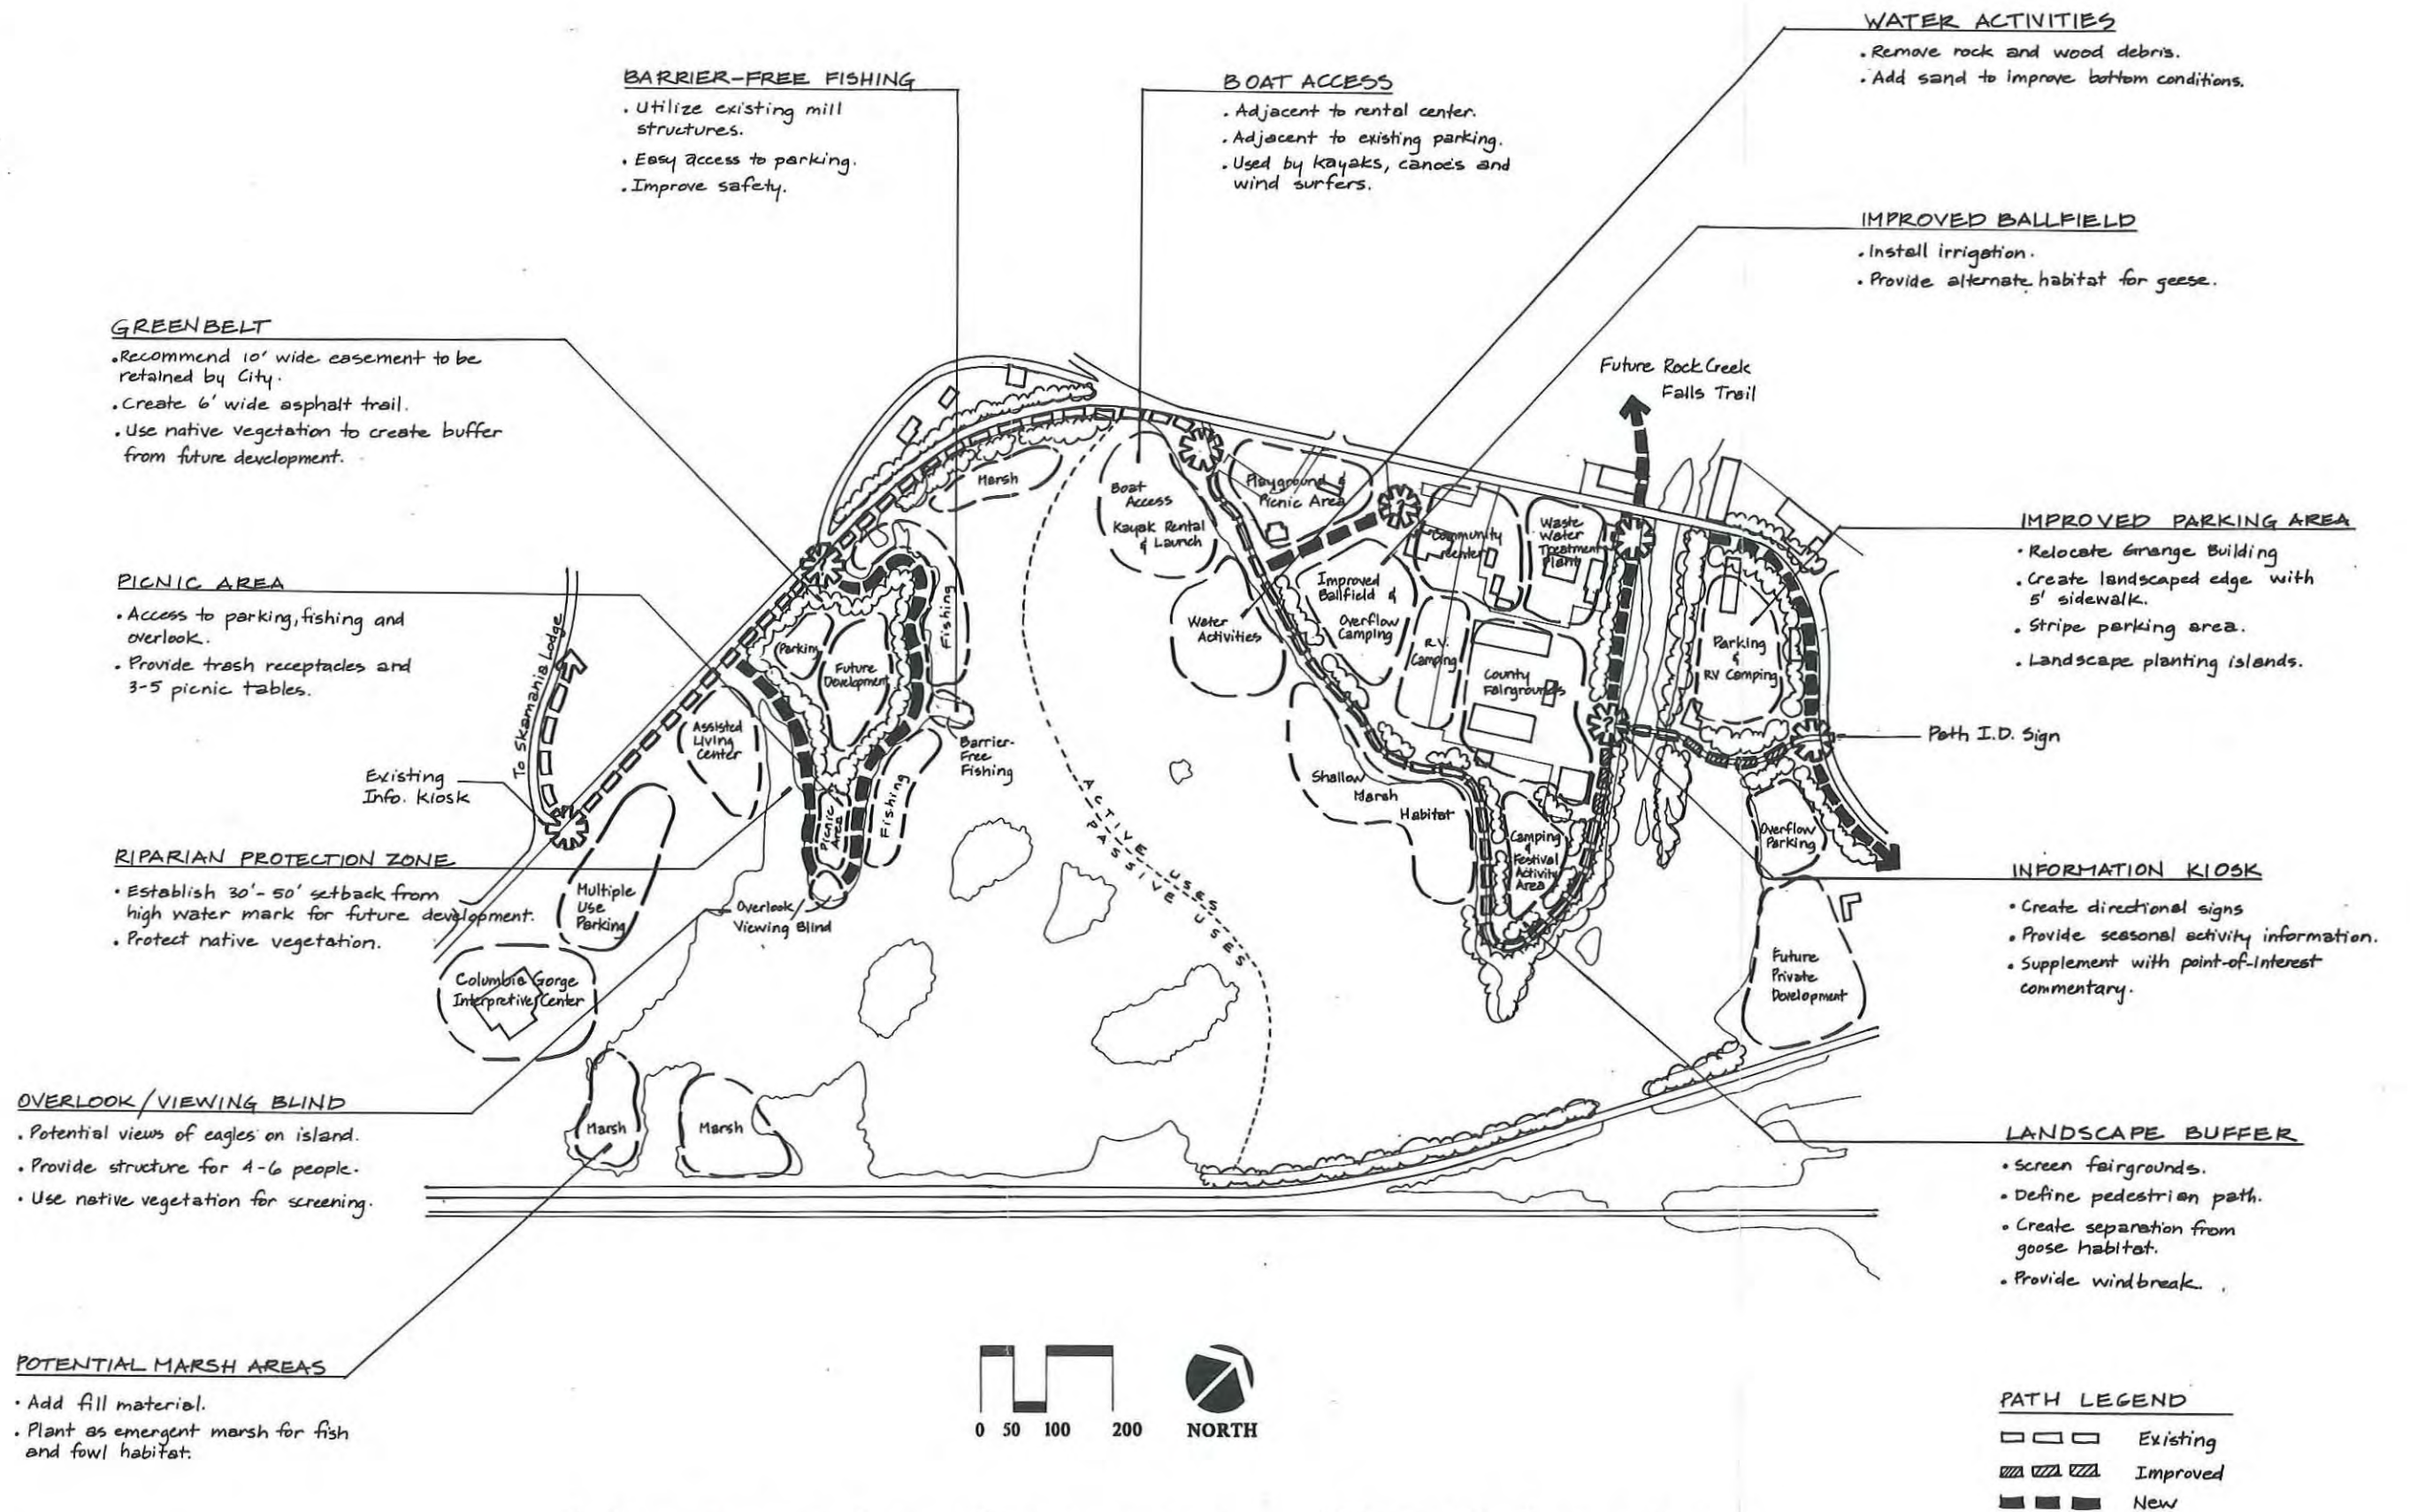 WATER ACTIVITIES
• Remove rock and wood debris.
• Add sand to improve bottom conditions.
BARRIER-FREE FISHING
• Utilize existing mill
structures.
• Easy access to parking.
• Improve safety.
BOAT ACCESS
• Adjacent to rental center.
• Adjacent to existing parking.
• Used by kayaks, canoes and
wind surfers.
IMPROVED BALLFIELD
• Install irrigation.
• Provide alternate habitat for geese.
GREENBELT
• Recommend 10' wide easement to be
retained by City.
• Create 6' wide asphalt trail.
• Use native vegetation to create buffer
from future development.
Future Rock Creek
Falls Trail
IMPROVED PARKING AREA
• Relocate Grange Building
• Create landscaped edge with
5' sidewalk.
• Stripe parking area.
• Landscape planting islands.
PICNIC AREA
• Access to parking, fishing and
overlook.
• Provide trash receptacles and
3-5 picnic tables.
To Skamania Lodge
Existing
Info. Kiosk
Marsh
Boat
Access
Kayak Rental
& Launch
Playground &
Picnic Area
Community
Center
Waste
Water
Treatment
Plant
Improved
Ballfield &
Overflow
Camping
Water
Activities
R.V.
Camping
County
Fairgrounds
Parking
&
RV Camping
Path I.D. Sign
Parking
Future
Development
Fishing
Assisted
Living
Center
Barrier-
Free
Fishing
Fishing
Picnic
Area
Shallow
Marsh
Habitat
Camping
&
Festival
Activity
Area
Overflow
Parking
ACTIVE USES
PASSIVE USES
RIPARIAN PROTECTION ZONE
• Establish 30'-50' setback from
high water mark for future development.
• Protect native vegetation.
Multiple
Use
Parking
Overlook/
Viewing Blind
Columbia Gorge
Interpretive Center
Future
Private
Development
INFORMATION KIOSK
• Create directional signs
• Provide seasonal activity information.
• Supplement with point-of-interest
commentary.
OVERLOOK/VIEWING BLIND
• Potential views of eagles on island.
• Provide structure for 4-6 people.
• Use native vegetation for screening.
Marsh
Marsh
LANDSCAPE BUFFER
• Screen fairgrounds.
• Define pedestrian path.
• Create separation from
goose habitat.
• Provide windbreak.
POTENTIAL MARSH AREAS
• Add fill material.
• Plant as emergent marsh for fish
and fowl habitat.
0 50 100 200
NORTH
PATH LEGEND
Existing
Improved
New